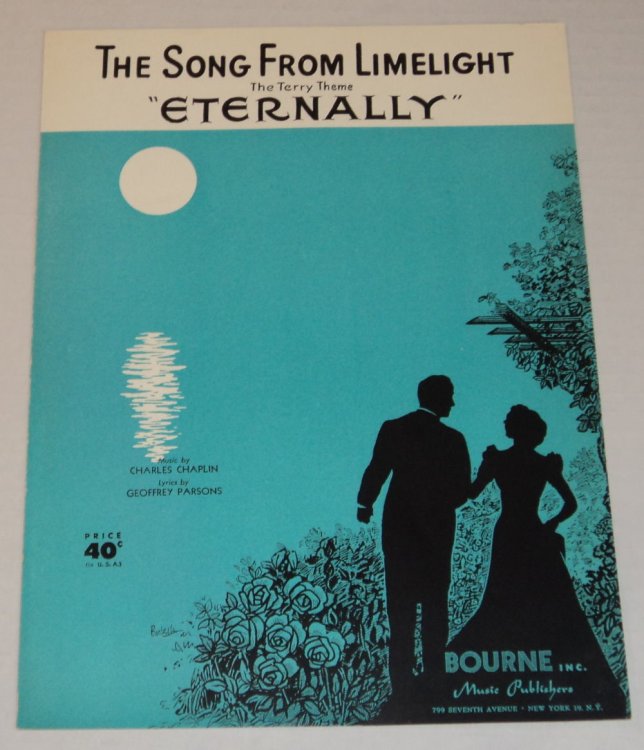 THE SONG FROM LIMELIGHT
The Terry Theme
"ETERNALLY"
Music by
CHARLES CHAPLIN
Lyrics by
GEOFFREY PARSONS
PRICE
40¢
U.S.A.
BOURNE INC.
Music Publishers
799 SEVENTH AVENUE • NEW YORK 19, N.Y.